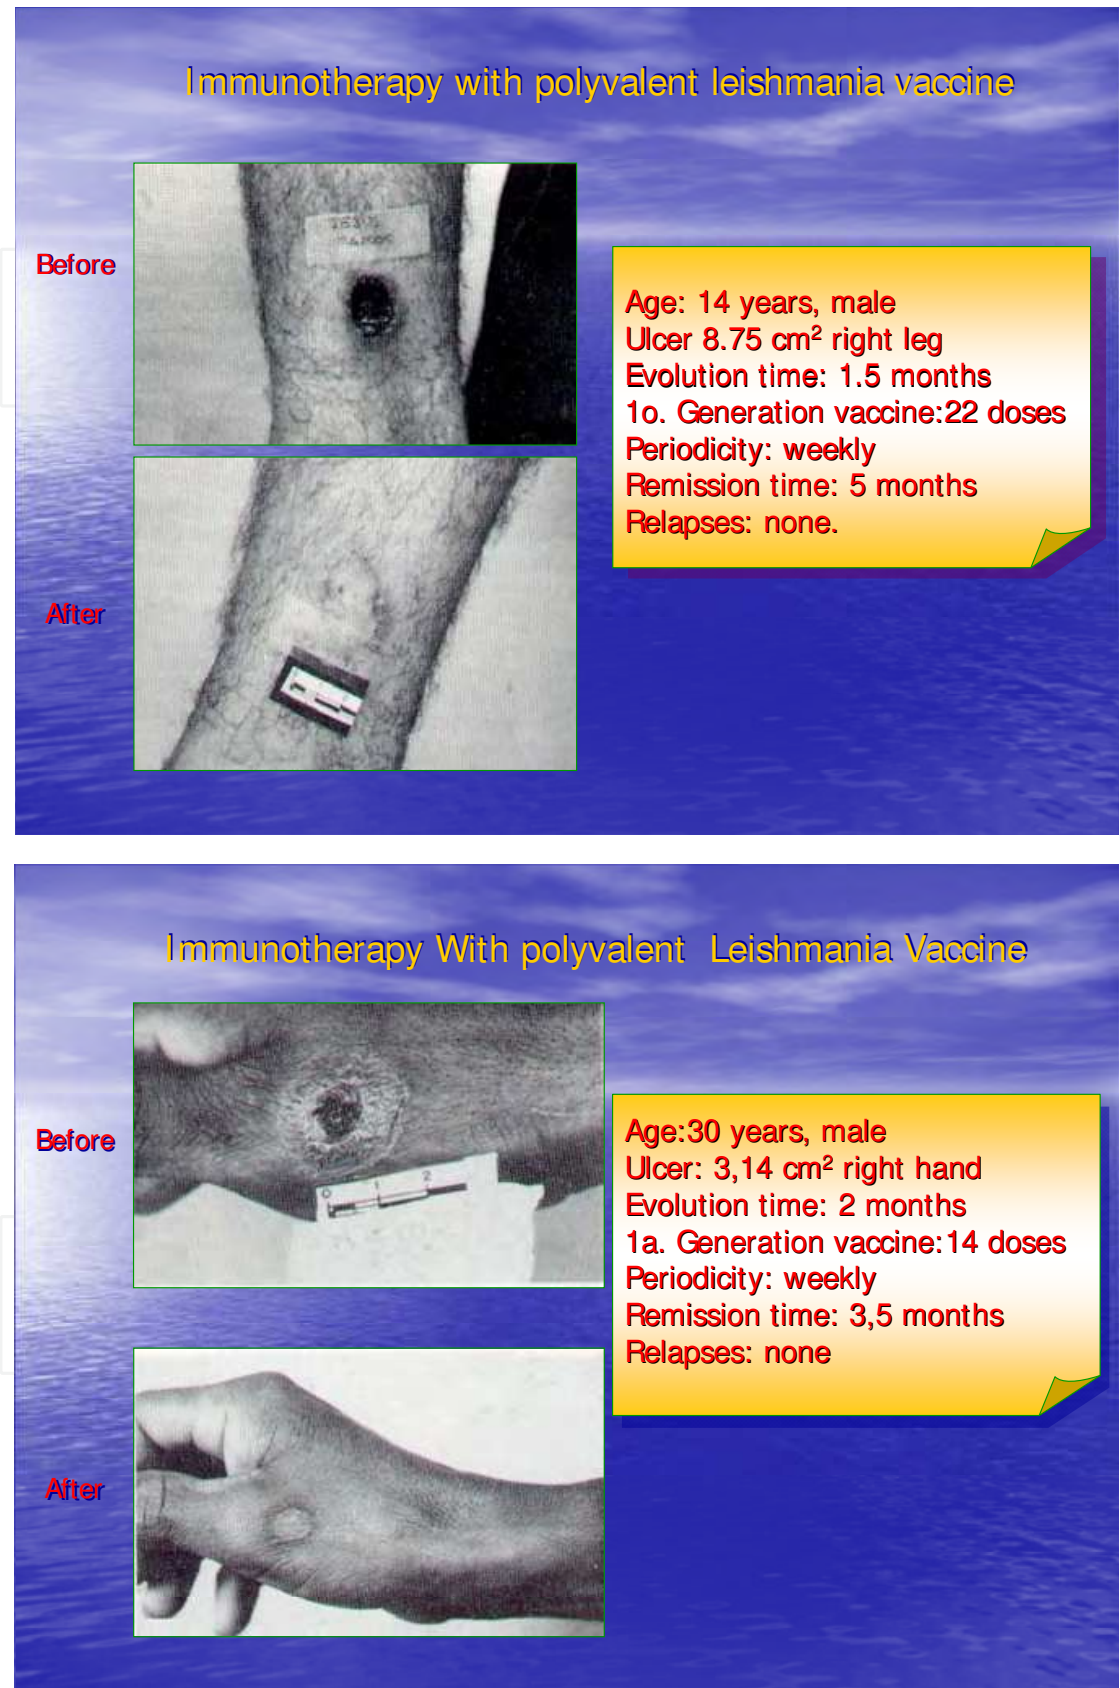 Immunotherapy with polyvalent leishmania vaccine
Before
Age: 14 years, male
Ulcer 8.75 cm² right leg
Evolution time: 1.5 months
1o. Generation vaccine:22 doses
Periodicity: weekly
Remission time: 5 months
Relapses: none.
After
Immunotherapy With polyvalent Leishmania Vaccine
Before
0 1 2
Age:30 years, male
Ulcer: 3,14 cm² right hand
Evolution time: 2 months
1a. Generation vaccine:14 doses
Periodicity: weekly
Remission time: 3,5 months
Relapses: none
After